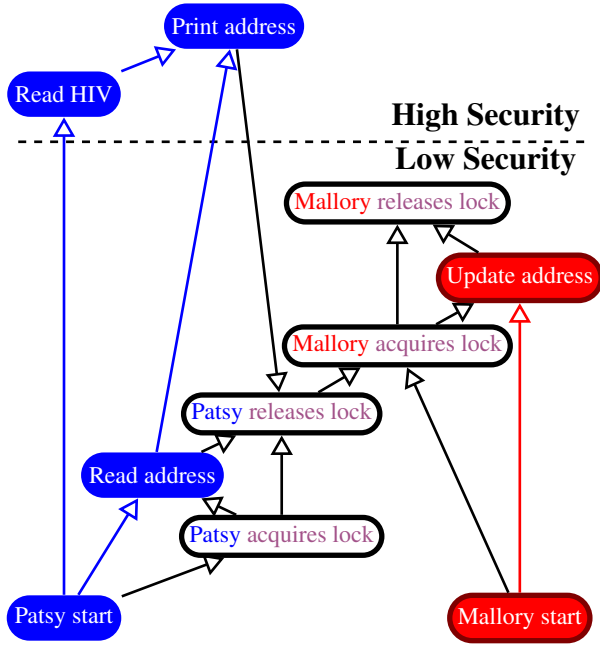 Print address
Read HIV
High Security
Low Security
Mallory releases lock
Update address
Mallory acquires lock
Patsy releases lock
Read address
Patsy acquires lock
Patsy start
Mallory start